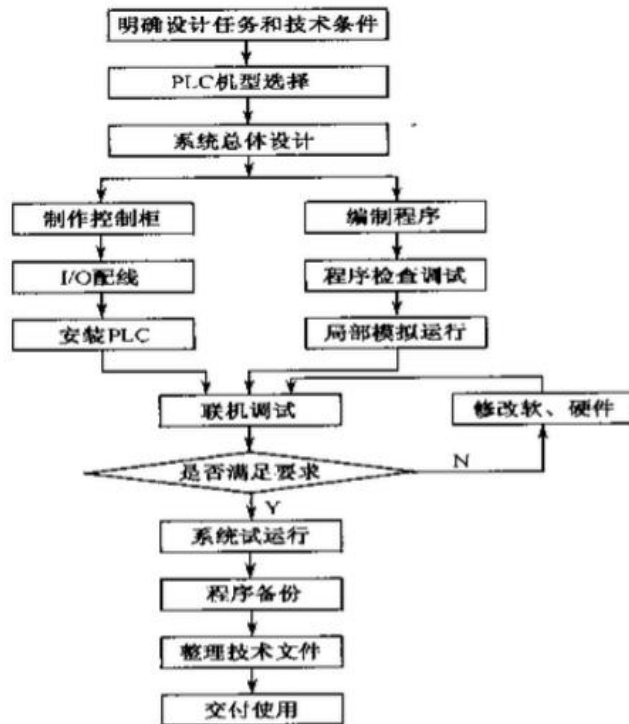 明确设计任务和技术条件
PLC机型选择
系统总体设计
制作控制柜
编制程序
I/O配线
程序检查调试
安装PLC
局部模拟运行
联机调试
修改软、硬件
是否满足要求
N
Y
系统试运行
程序备份
整理技术文件
交付使用